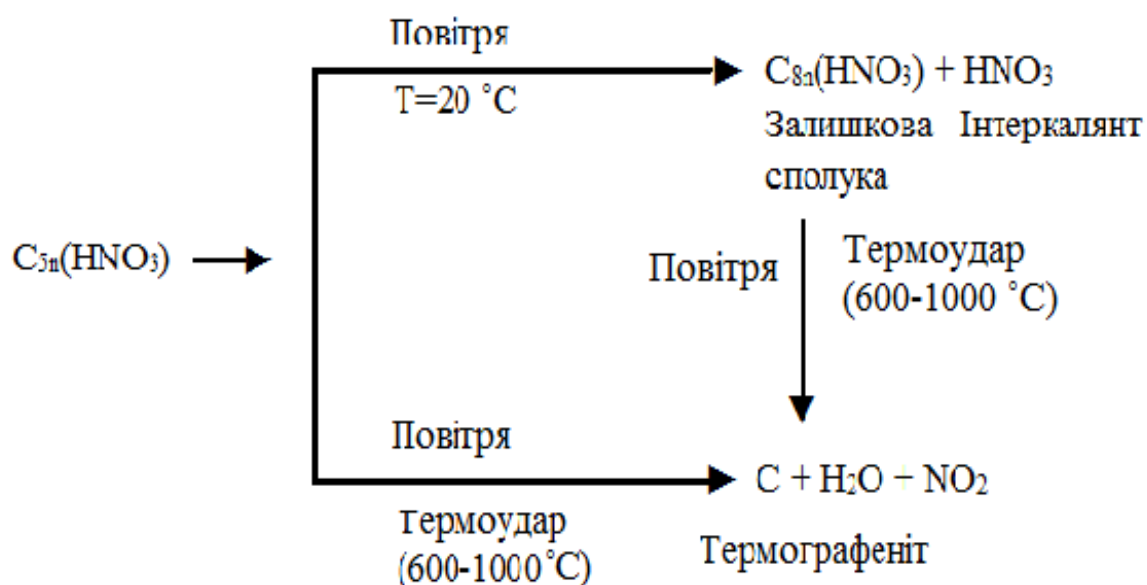 Повітря
T=20 ˚C
C₈ₙ(HNO₃) + HNO₃
Залишкова Інтеркалянт
сполука
C₅ₙ(HNO₃)
Повітря
Термоудар
(600-1000 ˚C)
Повітря
Термоудар
(600-1000˚C)
C + H₂O + NO₂
Термографеніт